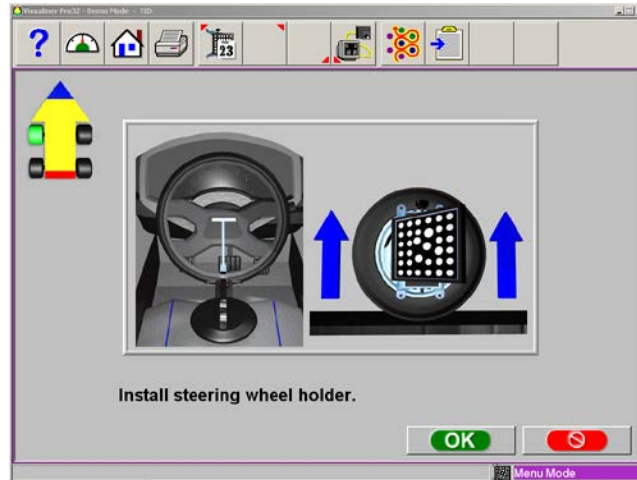 Visualiner Pro32 - Demo Mode - TID
?
23
Install steering wheel holder.
OK
Menu Mode